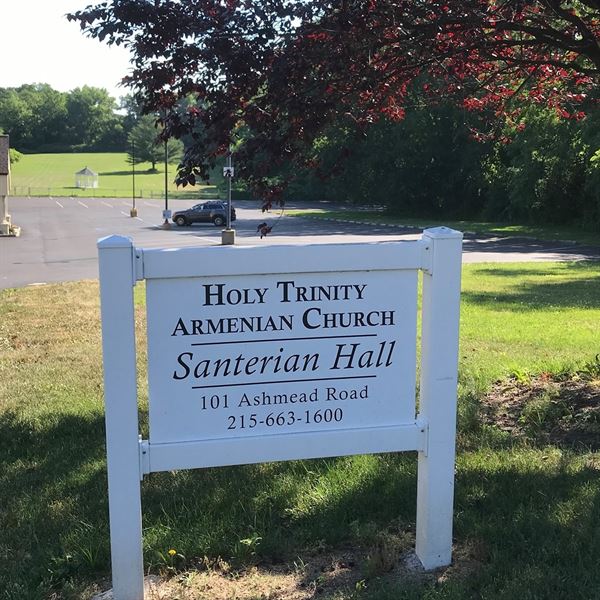 HOLY TRINITY
ARMENIAN CHURCH
Santerian Hall
101 Ashmead Road
215-663-1600